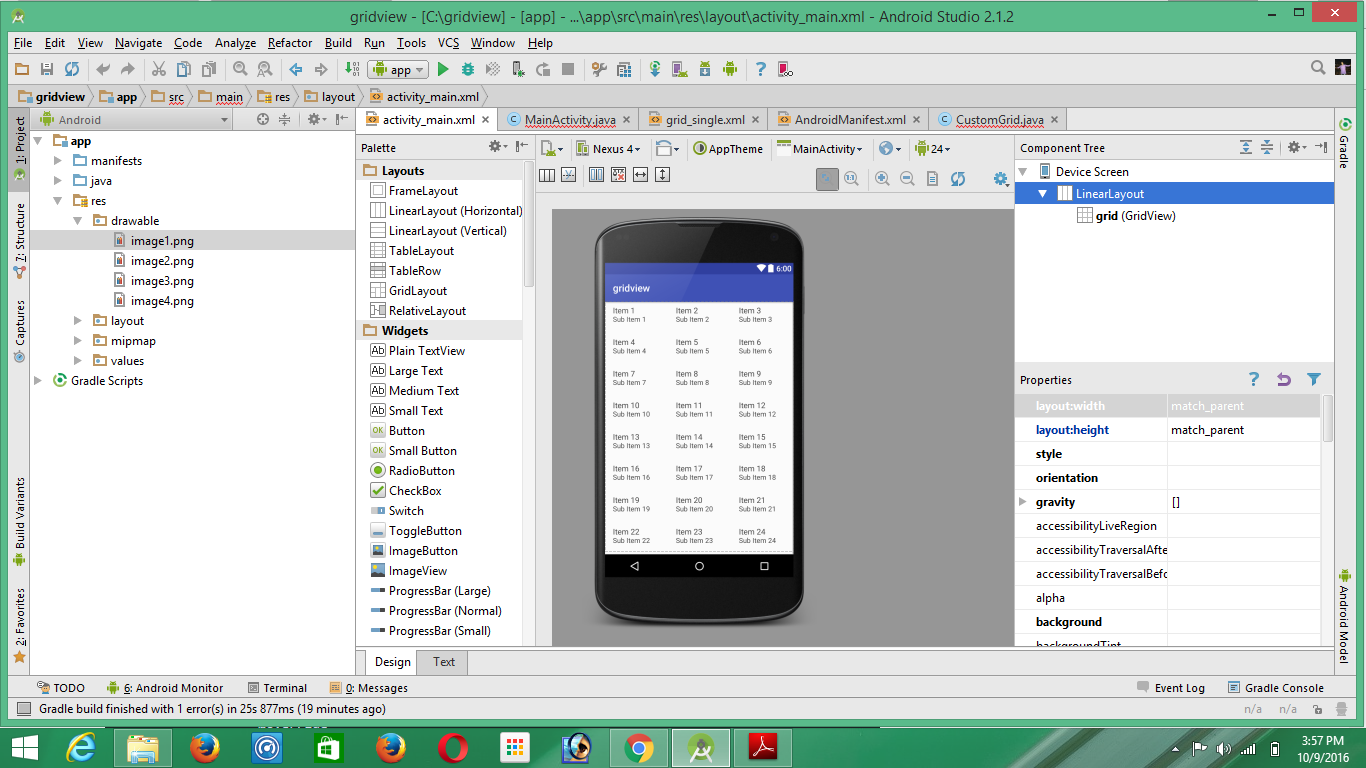 gridview - [C:\gridview] - [app] - ...\app\src\main\res\layout\activity_main.xml - Android Studio 2.1.2
File Edit View Navigate Code Analyze Refactor Build Run Tools VCS Window Help
app
gridview app src main res layout activity_main.xml
1: Project
7: Structure
Captures
Build Variants
2: Favorites
Android
app
manifests
java
res
drawable
image1.png
image2.png
image3.png
image4.png
layout
mipmap
values
Gradle Scripts
activity_main.xml MainActivity.java grid_single.xml AndroidManifest.xml CustomGrid.java
Palette
Layouts
FrameLayout
LinearLayout (Horizontal)
LinearLayout (Vertical)
TableLayout
TableRow
GridLayout
RelativeLayout
Widgets
Ab Plain TextView
Ab Large Text
Ab Medium Text
Ab Small Text
OK Button
OK Small Button
RadioButton
CheckBox
Switch
ToggleButton
ImageButton
ImageView
ProgressBar (Large)
ProgressBar (Normal)
ProgressBar (Small)
Nexus 4 AppTheme MainActivity 24
6:00
gridview
Item 1 Item 2 Item 3
Sub Item 1 Sub Item 2 Sub Item 3
Item 4 Item 5 Item 6
Sub Item 4 Sub Item 5 Sub Item 6
Item 7 Item 8 Item 9
Sub Item 7 Sub Item 8 Sub Item 9
Item 10 Item 11 Item 12
Sub Item 10 Sub Item 11 Sub Item 12
Item 13 Item 14 Item 15
Sub Item 13 Sub Item 14 Sub Item 15
Item 16 Item 17 Item 18
Sub Item 16 Sub Item 17 Sub Item 18
Item 19 Item 20 Item 21
Sub Item 19 Sub Item 20 Sub Item 21
Item 22 Item 23 Item 24
Sub Item 22 Sub Item 23 Sub Item 24
Design Text
Component Tree
Device Screen
LinearLayout
grid (GridView)
Properties
layout:width match_parent
layout:height match_parent
style
orientation
gravity []
accessibilityLiveRegion
accessibilityTraversalAfte
accessibilityTraversalBefo
alpha
background
backgroundTint
Gradle
Android Model
TODO 6: Android Monitor Terminal 0: Messages Event Log Gradle Console
Gradle build finished with 1 error(s) in 25s 877ms (19 minutes ago) n/a n/a
3:57 PM
10/9/2016